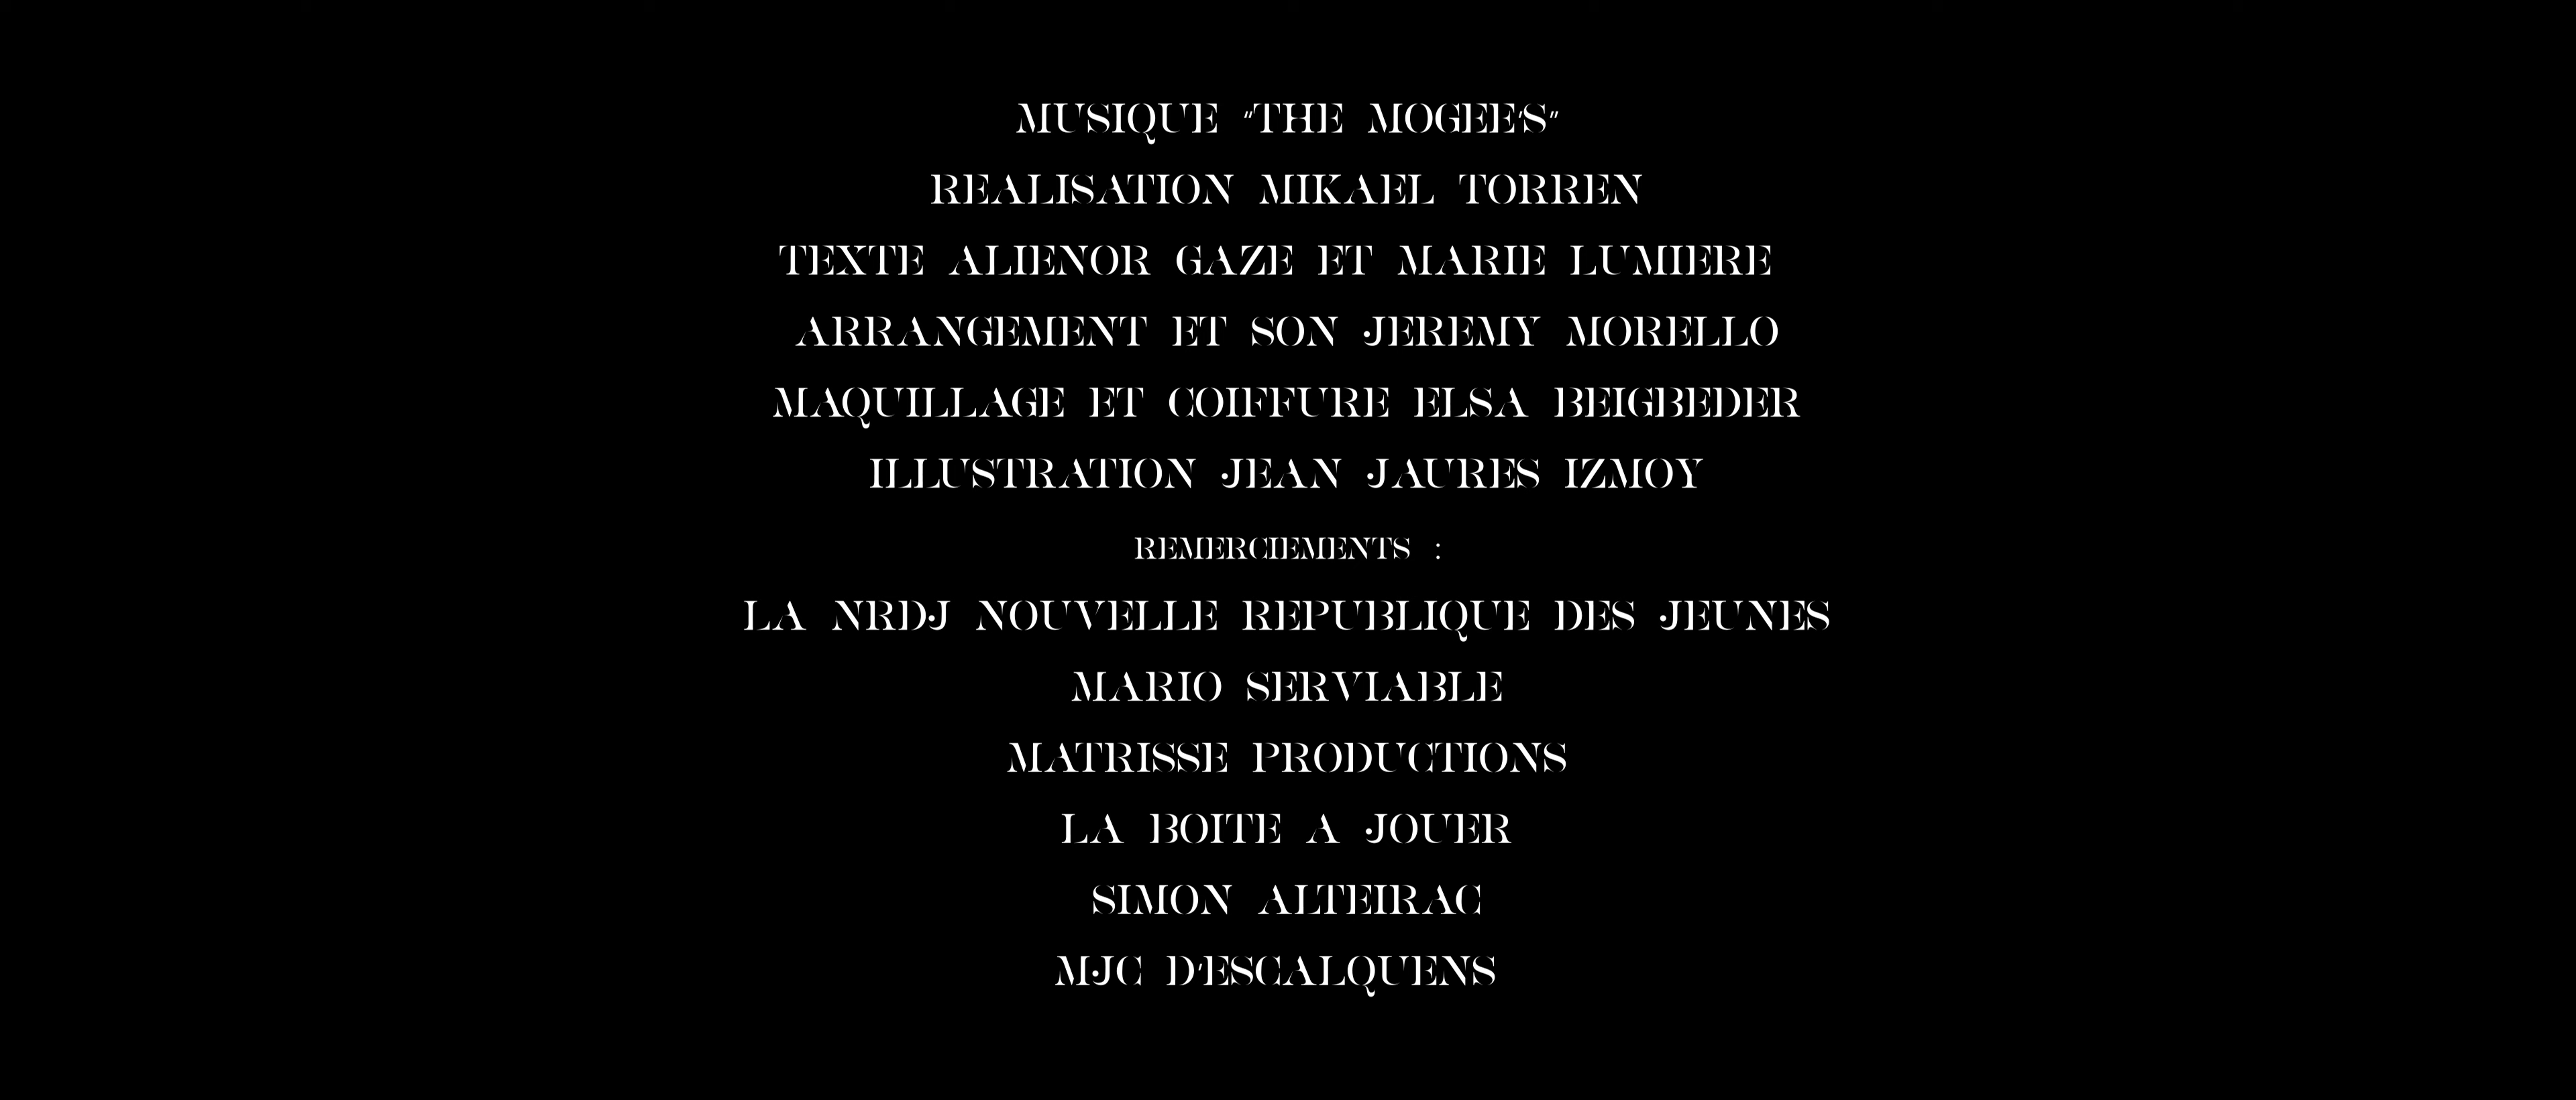 MUSIQUE "THE MOGEE'S"
REALISATION MIKAEL TORREN
TEXTE ALIENOR GAZE ET MARIE LUMIERE
ARRANGEMENT ET SON JEREMY MORELLO
MAQUILLAGE ET COIFFURE ELSA BEIGBEDER
ILLUSTRATION JEAN JAURES IZMOY
REMERCIEMENTS :
LA NRDJ NOUVELLE REPUBLIQUE DES JEUNES
MARIO SERVIABLE
MATRISSE PRODUCTIONS
LA BOITE A JOUER
SIMON ALTEIRAC
MJC D'ESCALQUENS